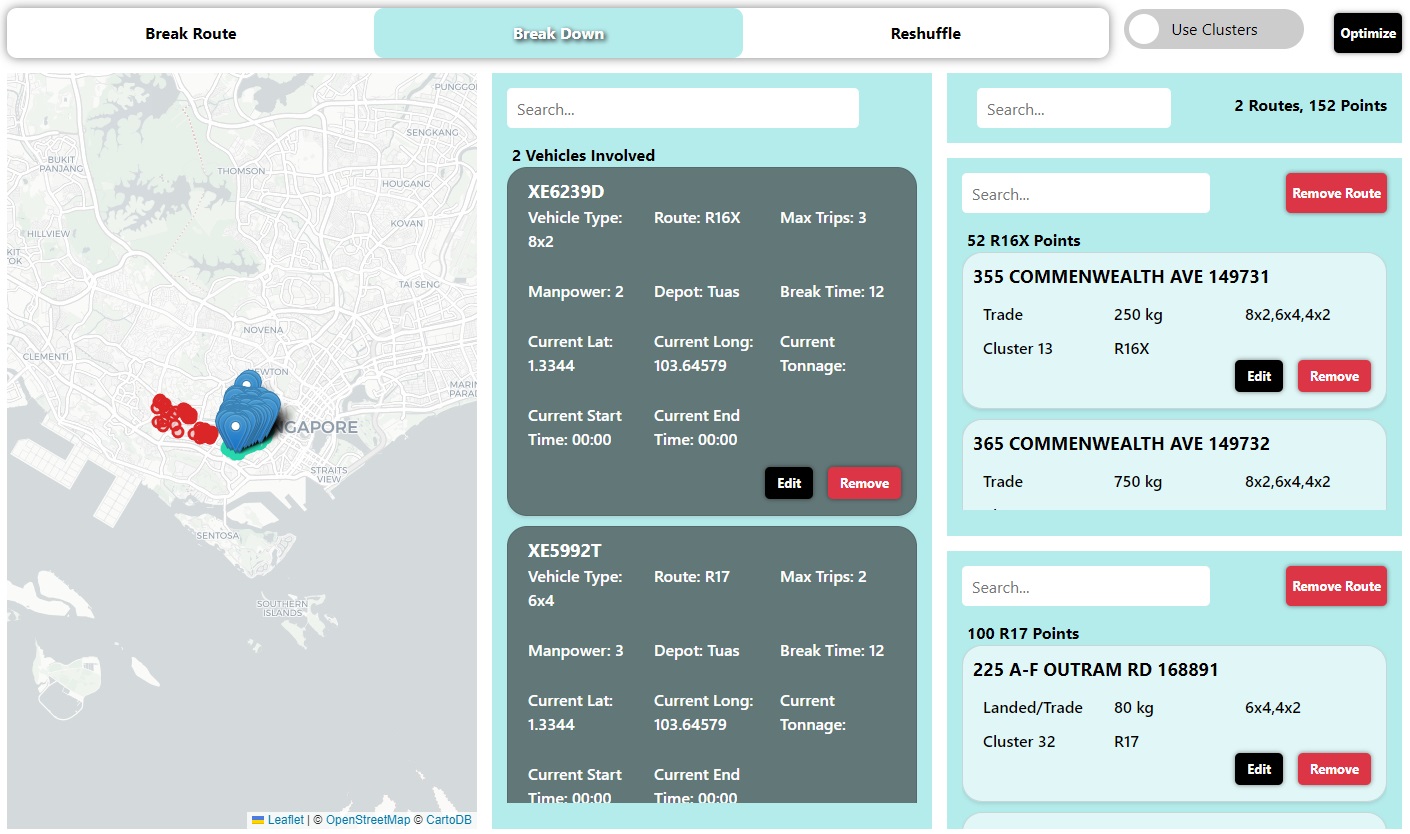 Break Route
Break Down
Reshuffle
Use Clusters
Optimize
PUNGGO
SENGKANG
BUKIT
PANJANG
THOMSON
HOUGANG
KOVAN
HILLVIEW
KIT
TOK
TAI SENG
NOVENA
CLEMENTI
EWTON
MARIN
PARAD
NGAPORE
STRAITS
VIEW
SENTOSA
SOUTHERN
ISLANDS
Leaflet | © OpenStreetMap © CartoDB
Search...
2 Vehicles Involved
XE6239D
Vehicle Type: 8x2
Route: R16X
Max Trips: 3
Manpower: 2
Depot: Tuas
Break Time: 12
Current Lat: 1.3344
Current Long: 103.64579
Current Tonnage:
Current Start Time: 00:00
Current End Time: 00:00
Edit
Remove
XE5992T
Vehicle Type: 6x4
Route: R17
Max Trips: 2
Manpower: 3
Depot: Tuas
Break Time: 12
Current Lat: 1.3344
Current Long: 103.64579
Current Tonnage:
Current Start Time: 00:00
Current End Time: 00:00
Search...
2 Routes, 152 Points
Search...
Remove Route
52 R16X Points
355 COMMENWEALTH AVE 149731
Trade
250 kg
8x2,6x4,4x2
Cluster 13
R16X
Edit
Remove
365 COMMENWEALTH AVE 149732
Trade
750 kg
8x2,6x4,4x2
Search...
Remove Route
100 R17 Points
225 A-F OUTRAM RD 168891
Landed/Trade
80 kg
6x4,4x2
Cluster 32
R17
Edit
Remove